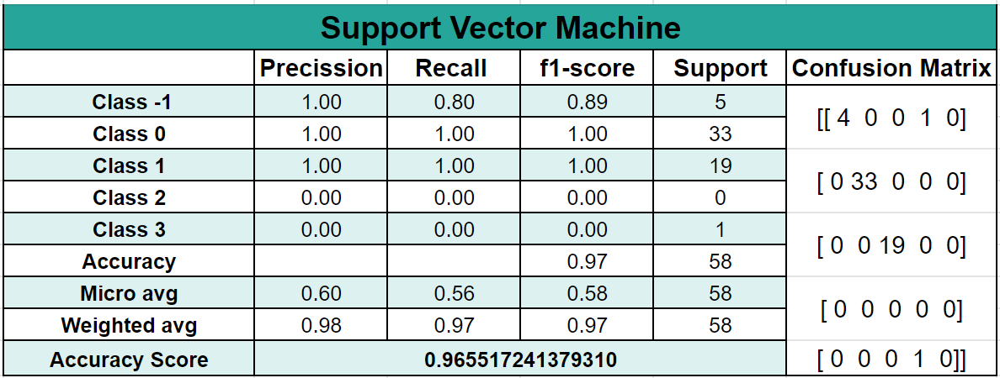 Support Vector Machine
Precission Recall f1-score Support Confusion Matrix
Class -1 1.00 0.80 0.89 5
[[ 4 0 0 1 0]
Class 0 1.00 1.00 1.00 33
Class 1 1.00 1.00 1.00 19
[ 0 33 0 0 0]
Class 2 0.00 0.00 0.00 0
Class 3 0.00 0.00 0.00 1
[ 0 0 19 0 0]
Accuracy 0.97 58
Micro avg 0.60 0.56 0.58 58
[ 0 0 0 0 0]
Weighted avg 0.98 0.97 0.97 58
Accuracy Score 0.965517241379310 [ 0 0 0 1 0]]